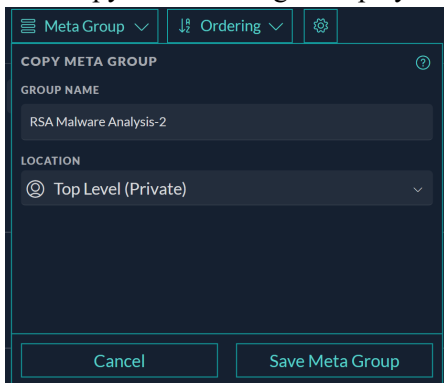 Meta Group
Ordering
COPY META GROUP
GROUP NAME
RSA Malware Analysis-2
LOCATION
Top Level (Private)
Cancel
Save Meta Group